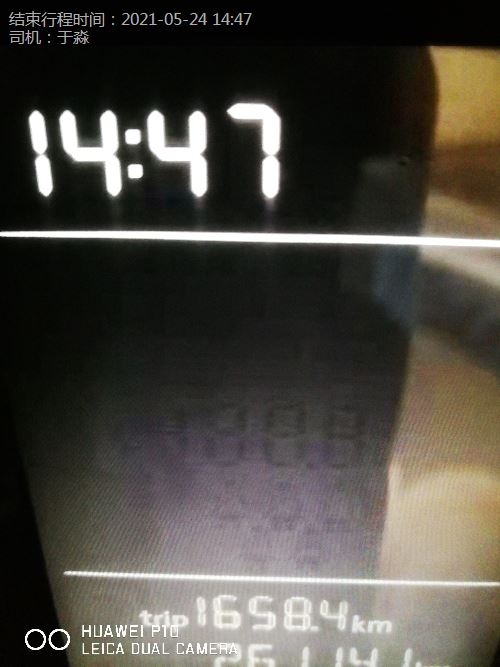 结束行程时间：2021-05-24 14:47
司机：于淼
14:47
trip 1658.4 km
HUAWEI P10
LEICA DUAL CAMERA